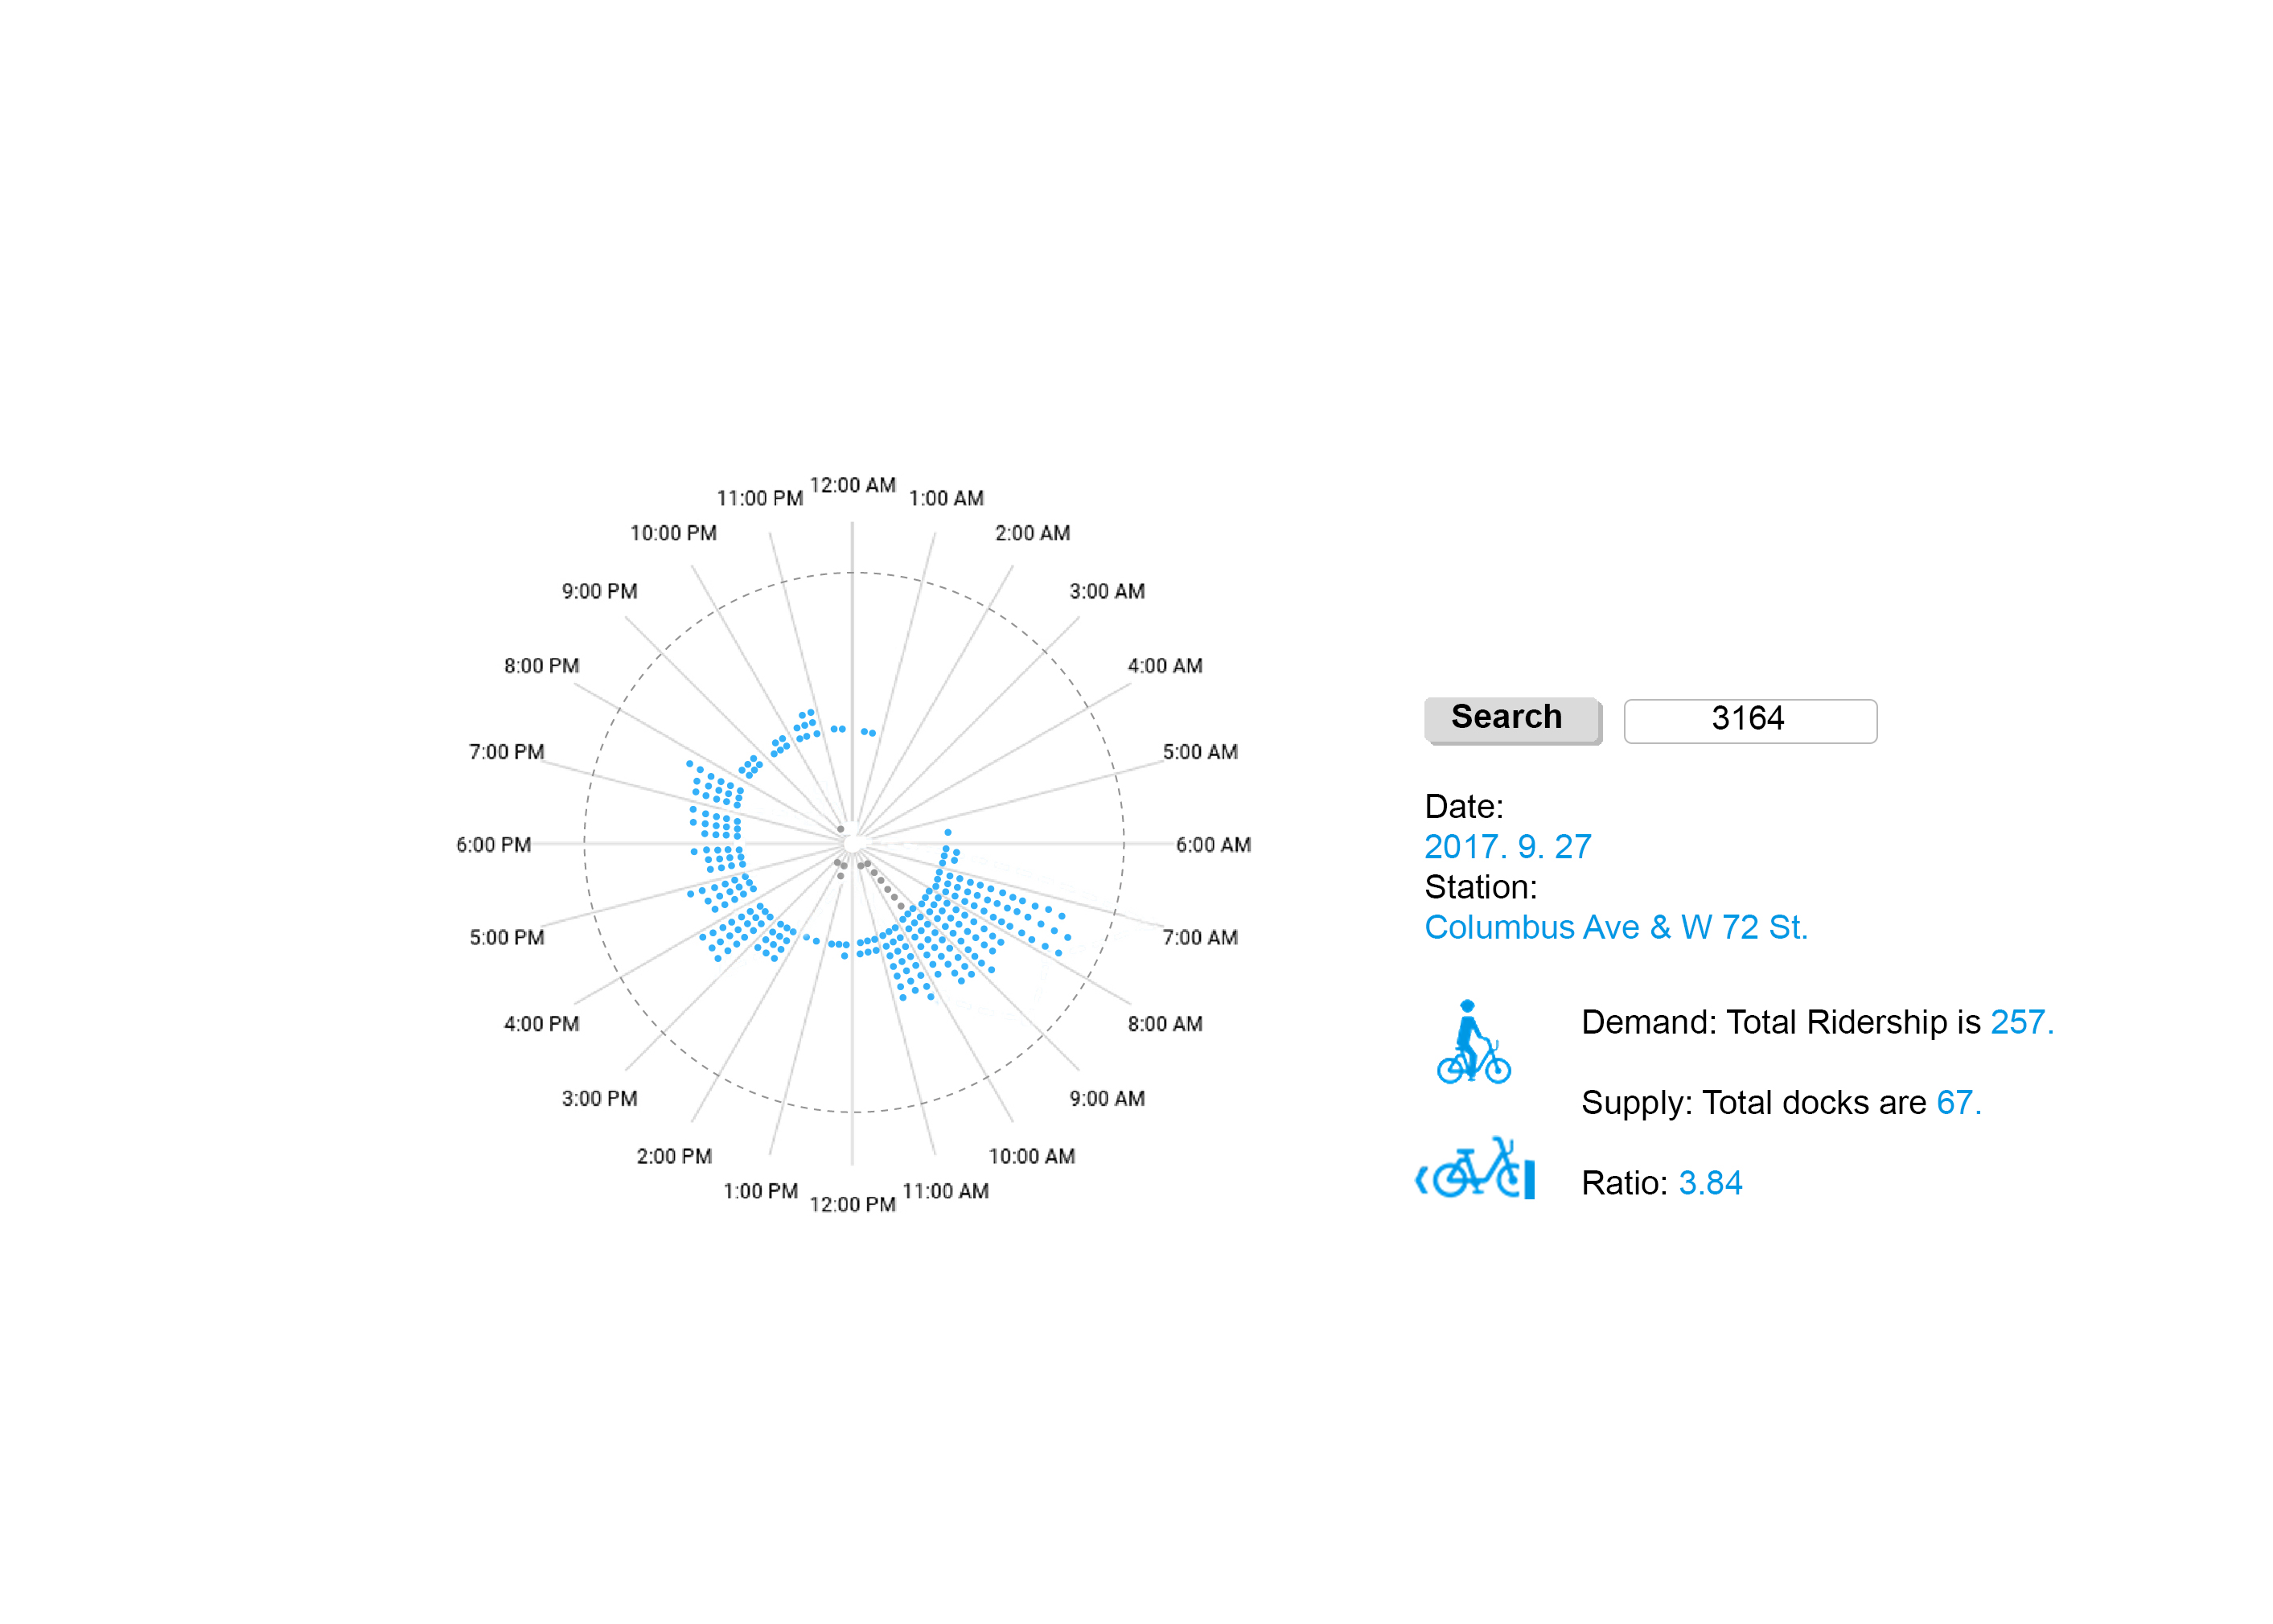 12:00 AM
1:00 AM
2:00 AM
3:00 AM
4:00 AM
5:00 AM
6:00 AM
7:00 AM
8:00 AM
9:00 AM
10:00 AM
11:00 AM
12:00 PM
1:00 PM
2:00 PM
3:00 PM
4:00 PM
5:00 PM
6:00 PM
7:00 PM
8:00 PM
9:00 PM
10:00 PM
11:00 PM
Search
3164
Date:
2017. 9. 27
Station:
Columbus Ave & W 72 St.
Demand: Total Ridership is 257.
Supply: Total docks are 67.
Ratio: 3.84